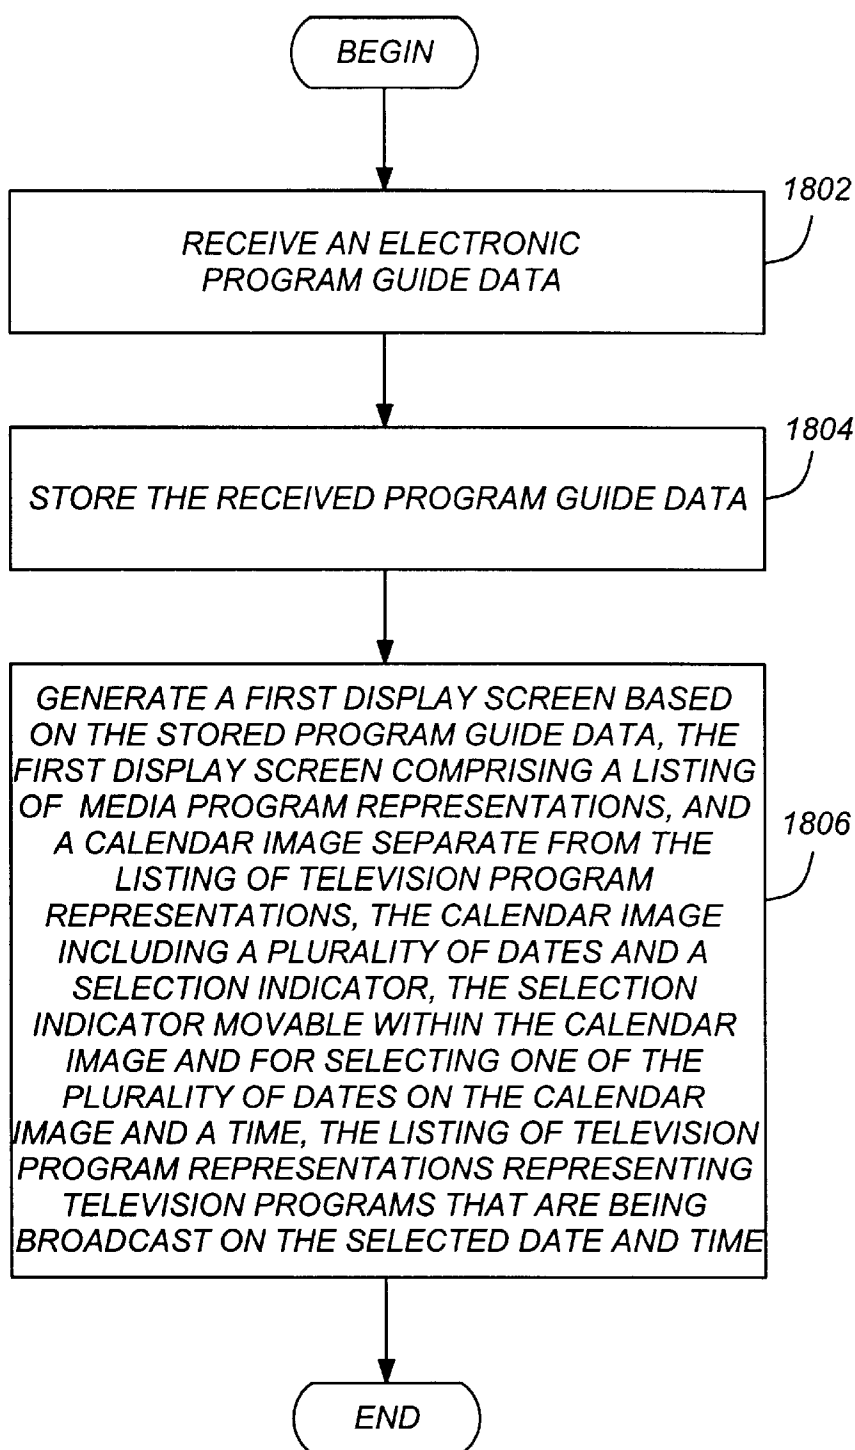 BEGIN
1802
RECEIVE AN ELECTRONIC
PROGRAM GUIDE DATA
1804
STORE THE RECEIVED PROGRAM GUIDE DATA
GENERATE A FIRST DISPLAY SCREEN BASED
ON THE STORED PROGRAM GUIDE DATA, THE
FIRST DISPLAY SCREEN COMPRISING A LISTING
OF MEDIA PROGRAM REPRESENTATIONS, AND
A CALENDAR IMAGE SEPARATE FROM THE
LISTING OF TELEVISION PROGRAM
REPRESENTATIONS, THE CALENDAR IMAGE
INCLUDING A PLURALITY OF DATES AND A
SELECTION INDICATOR, THE SELECTION
INDICATOR MOVABLE WITHIN THE CALENDAR
IMAGE AND FOR SELECTING ONE OF THE
PLURALITY OF DATES ON THE CALENDAR
IMAGE AND A TIME, THE LISTING OF TELEVISION
PROGRAM REPRESENTATIONS REPRESENTING
TELEVISION PROGRAMS THAT ARE BEING
BROADCAST ON THE SELECTED DATE AND TIME
1806
END